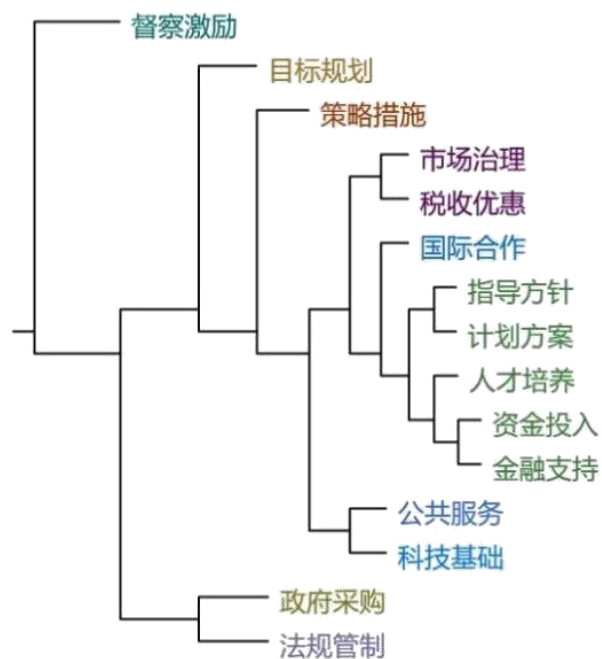 督察激励
目标规划
策略措施
市场治理
税收优惠
国际合作
指导方针
计划方案
人才培养
资金投入
金融支持
公共服务
科技基础
政府采购
法规管制